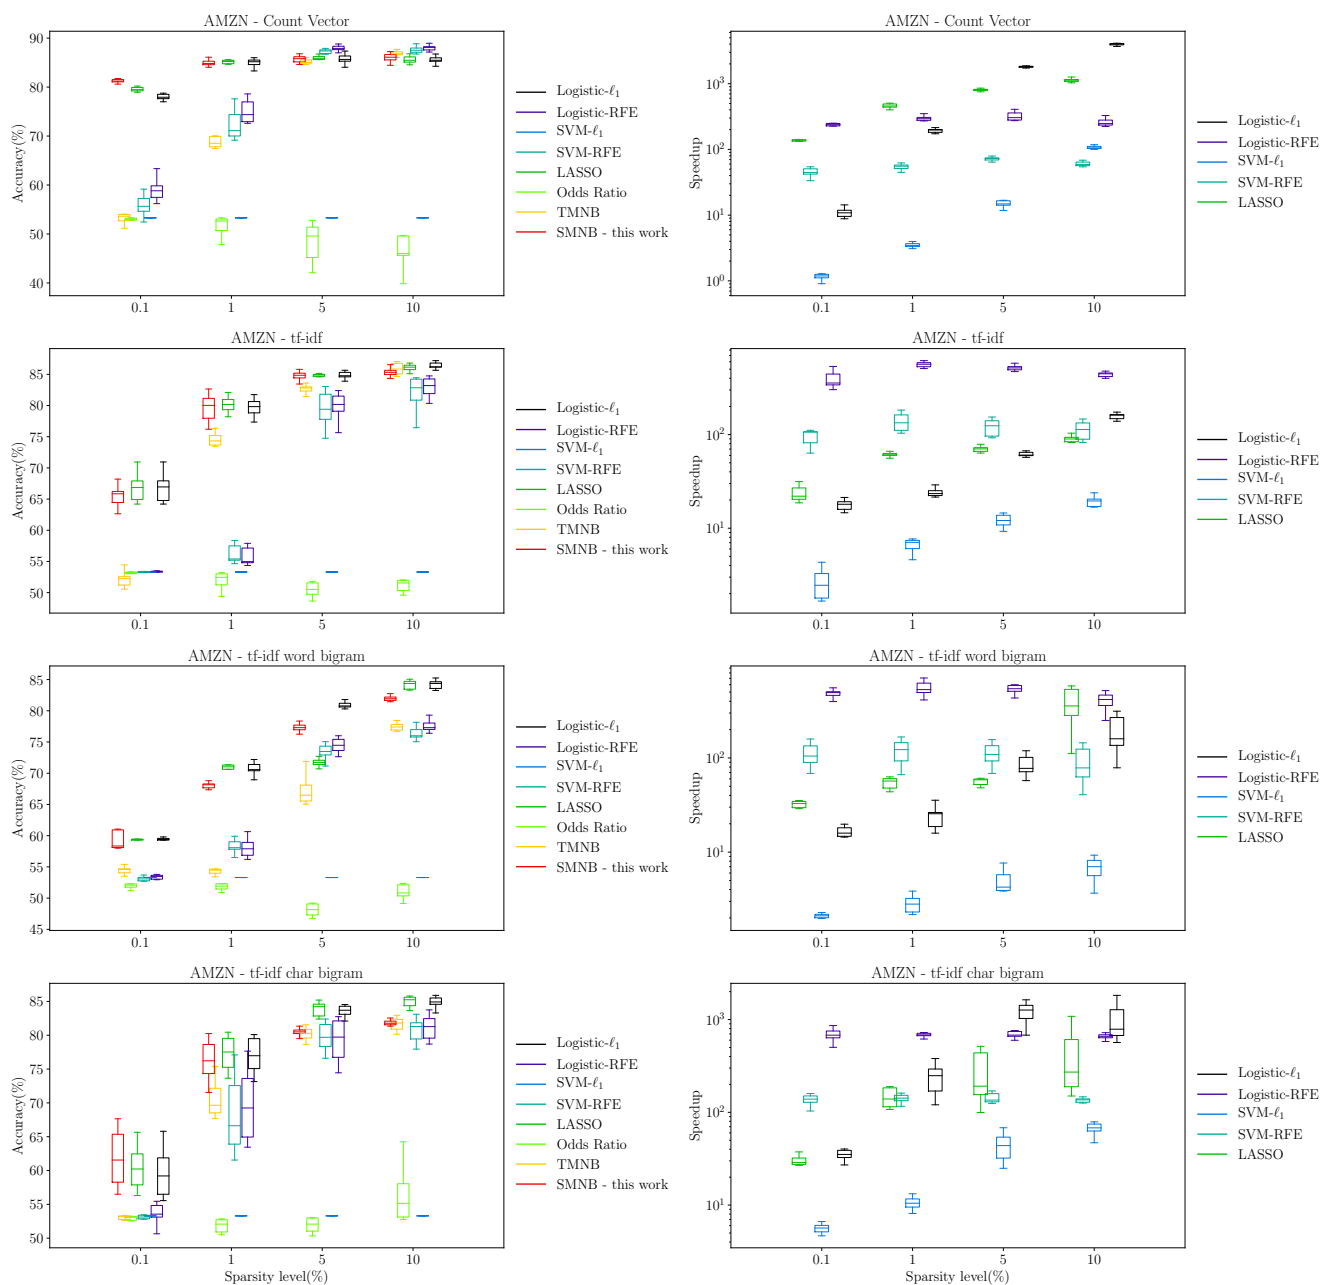 AMZN - Count Vector
90
80
70
60
50
40
Accuracy(%)
0.1 1 5 10
Logistic-ℓ₁
Logistic-RFE
SVM-ℓ₁
SVM-RFE
LASSO
Odds Ratio
TMNB
SMNB - this work
AMZN - Count Vector
10³
10²
10¹
10⁰
Speedup
0.1 1 5 10
Logistic-ℓ₁
Logistic-RFE
SVM-ℓ₁
SVM-RFE
LASSO
AMZN - tf-idf
85
80
75
70
65
60
55
50
Accuracy(%)
0.1 1 5 10
Logistic-ℓ₁
Logistic-RFE
SVM-ℓ₁
SVM-RFE
LASSO
Odds Ratio
TMNB
SMNB - this work
AMZN - tf-idf
10²
10¹
Speedup
0.1 1 5 10
Logistic-ℓ₁
Logistic-RFE
SVM-ℓ₁
SVM-RFE
LASSO
AMZN - tf-idf word bigram
85
80
75
70
65
60
55
50
45
Accuracy(%)
0.1 1 5 10
Logistic-ℓ₁
Logistic-RFE
SVM-ℓ₁
SVM-RFE
LASSO
Odds Ratio
TMNB
SMNB - this work
AMZN - tf-idf word bigram
10²
10¹
Speedup
0.1 1 5 10
Logistic-ℓ₁
Logistic-RFE
SVM-ℓ₁
SVM-RFE
LASSO
AMZN - tf-idf char bigram
85
80
75
70
65
60
55
50
Accuracy(%)
0.1 1 5 10
Sparsity level(%)
Logistic-ℓ₁
Logistic-RFE
SVM-ℓ₁
SVM-RFE
LASSO
Odds Ratio
TMNB
SMNB - this work
AMZN - tf-idf char bigram
10³
10²
10¹
Speedup
0.1 1 5 10
Sparsity level(%)
Logistic-ℓ₁
Logistic-RFE
SVM-ℓ₁
SVM-RFE
LASSO